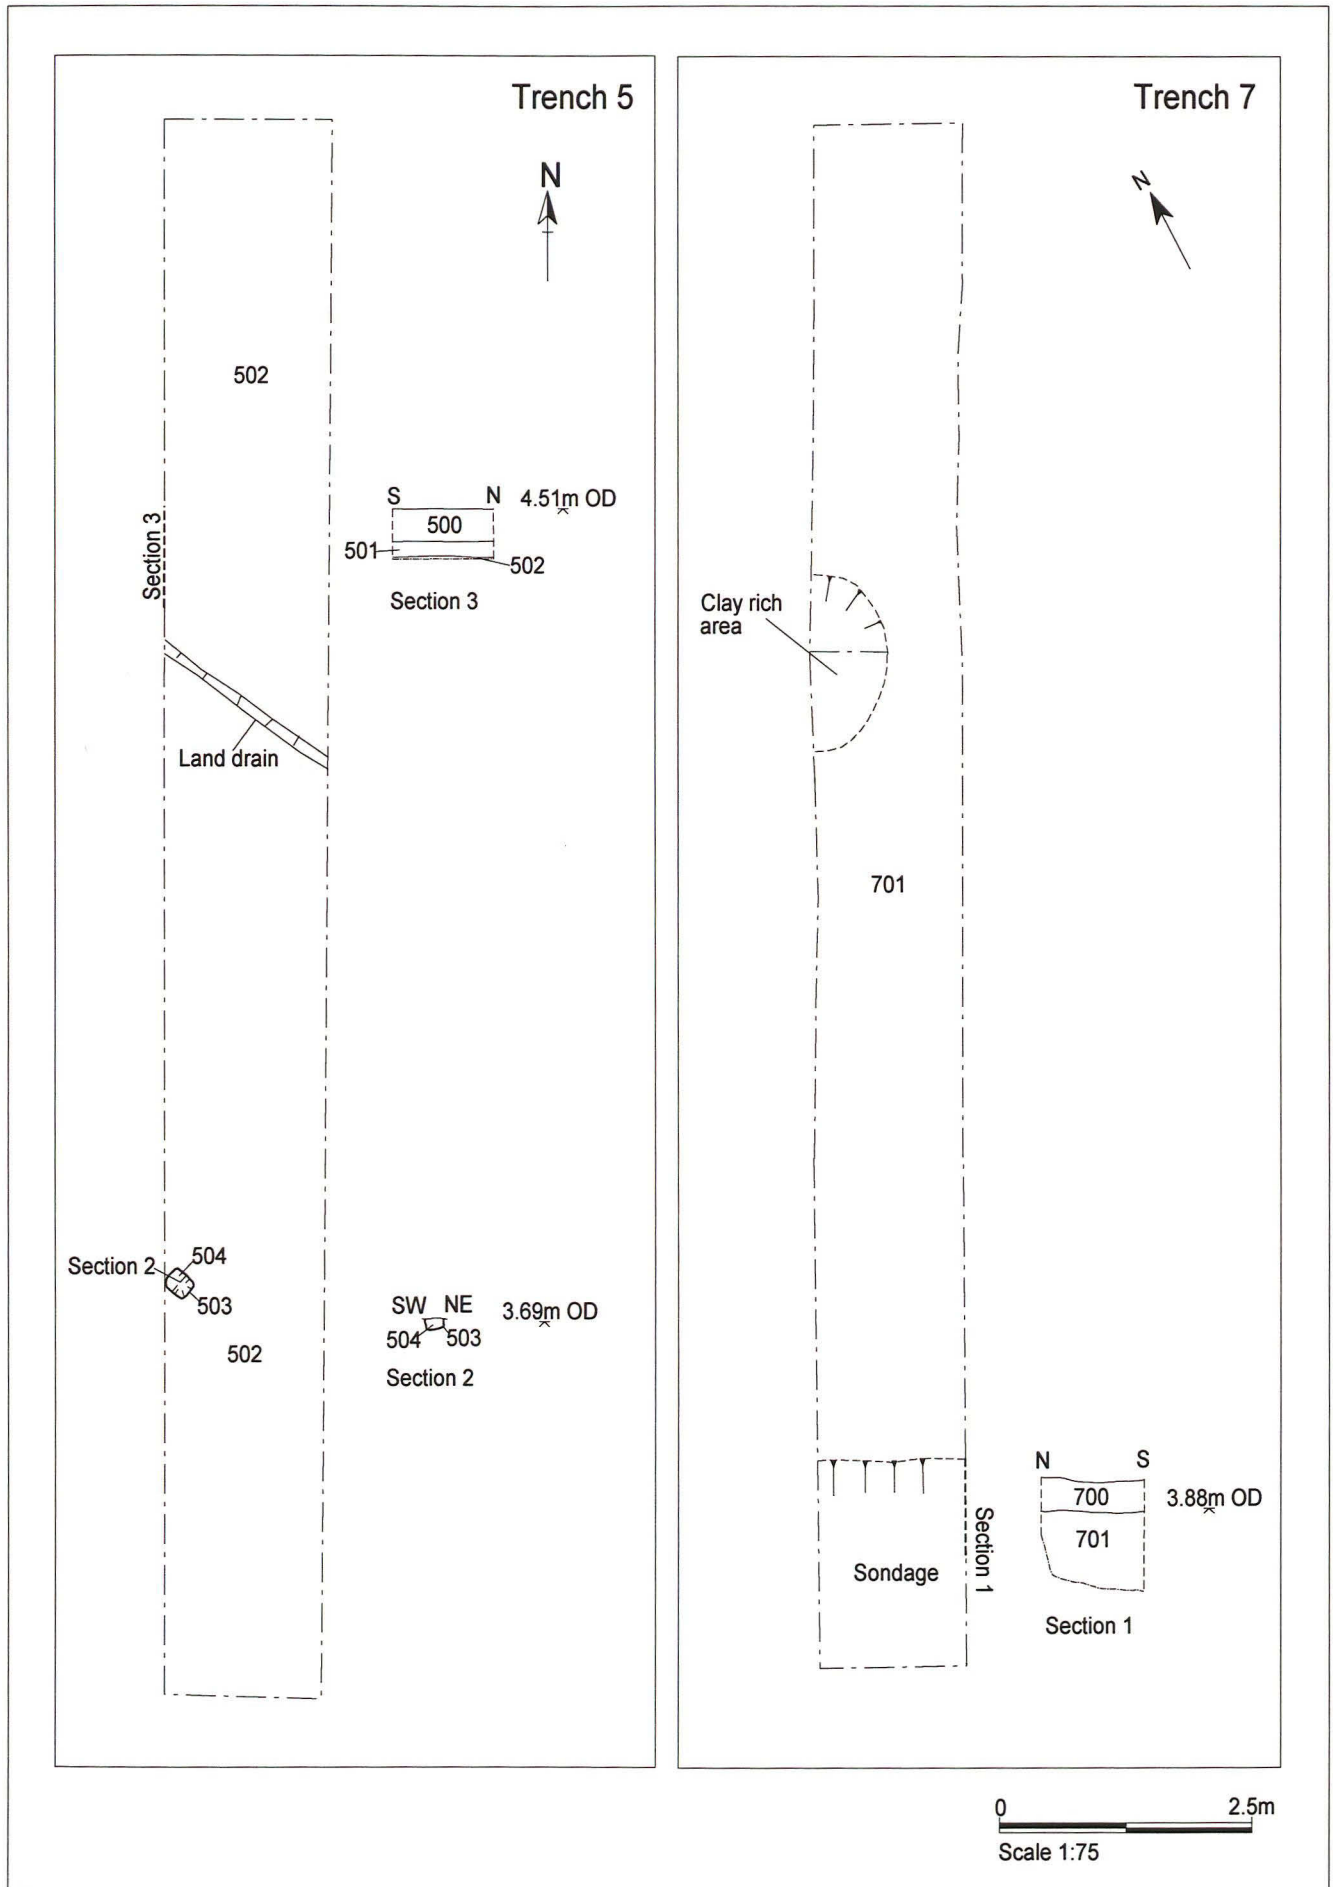 Trench 5
N
502
Section 3
S N 4.51m OD
500
501
502
Section 3
Land drain
504
Section 2
503
502
SW NE 3.69m OD
504 503
Section 2
Trench 7
N
Clay rich
area
701
Sondage
Section 1
N S
700 3.88m OD
701
Section 1
0 2.5m
Scale 1:75